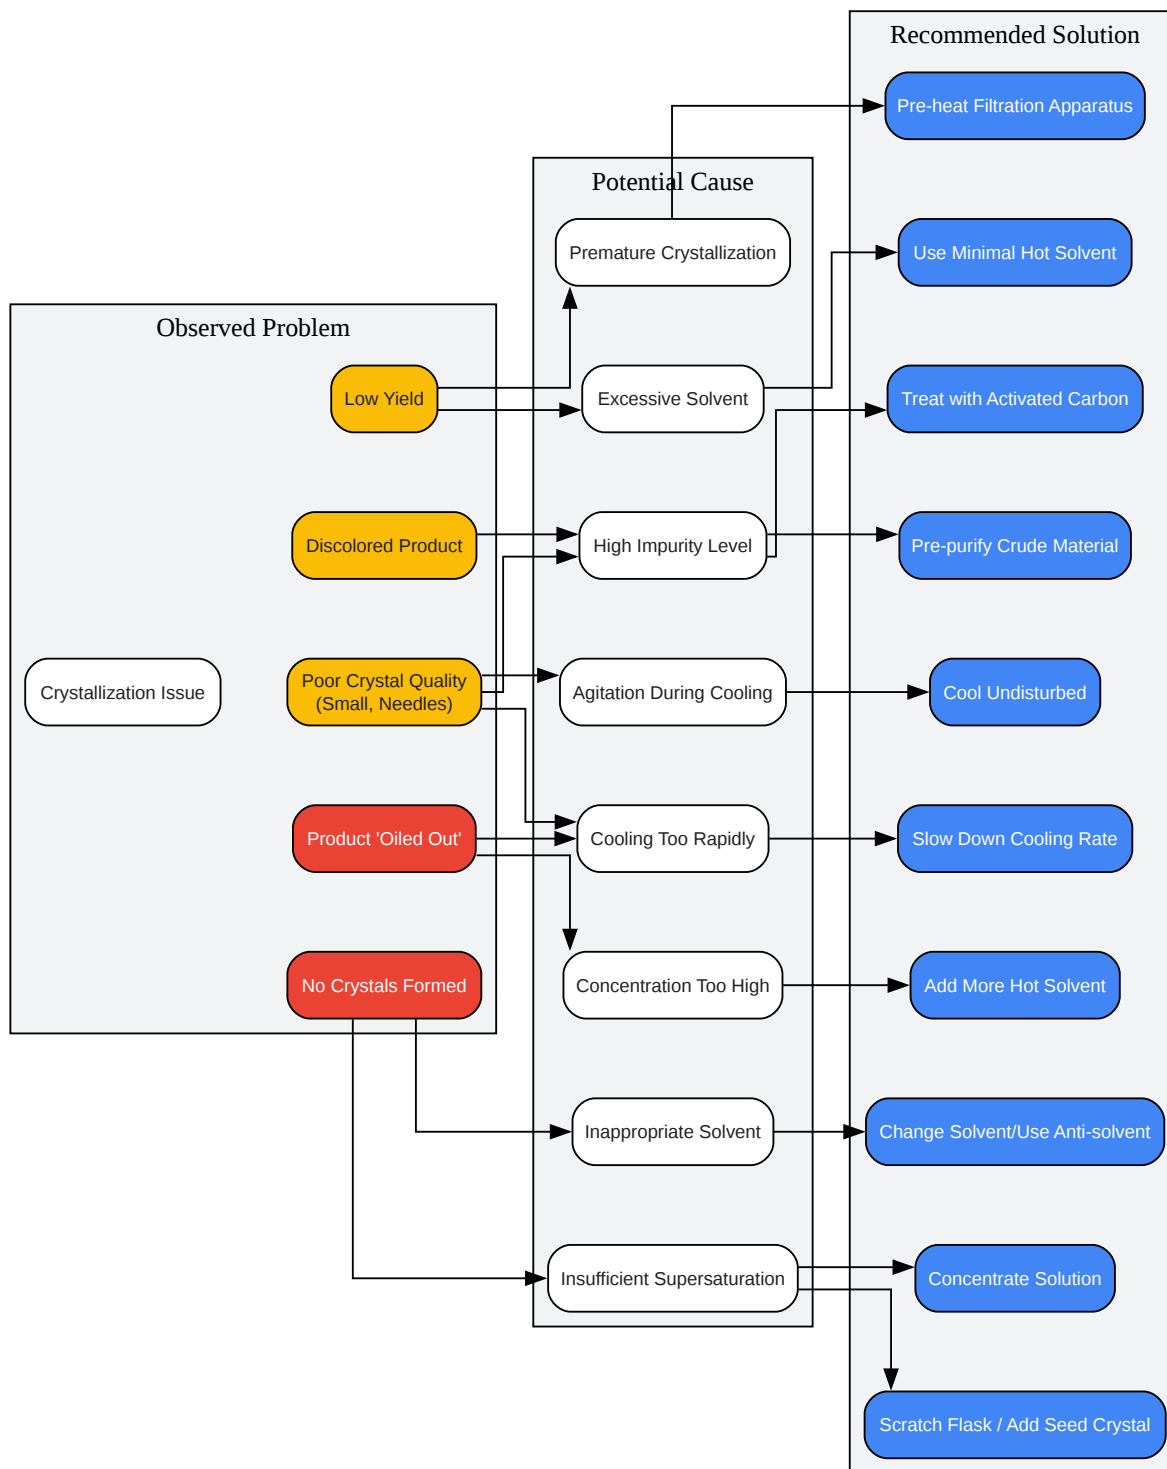 Observed Problem
Crystallization Issue
Low Yield
Discolored Product
Poor Crystal Quality
(Small, Needles)
Product 'Oiled Out'
No Crystals Formed
Potential Cause
Premature Crystallization
Excessive Solvent
High Impurity Level
Agitation During Cooling
Cooling Too Rapidly
Concentration Too High
Inappropriate Solvent
Insufficient Supersaturation
Recommended Solution
Pre-heat Filtration Apparatus
Use Minimal Hot Solvent
Treat with Activated Carbon
Pre-purify Crude Material
Cool Undisturbed
Slow Down Cooling Rate
Add More Hot Solvent
Change Solvent/Use Anti-solvent
Concentrate Solution
Scratch Flask / Add Seed Crystal